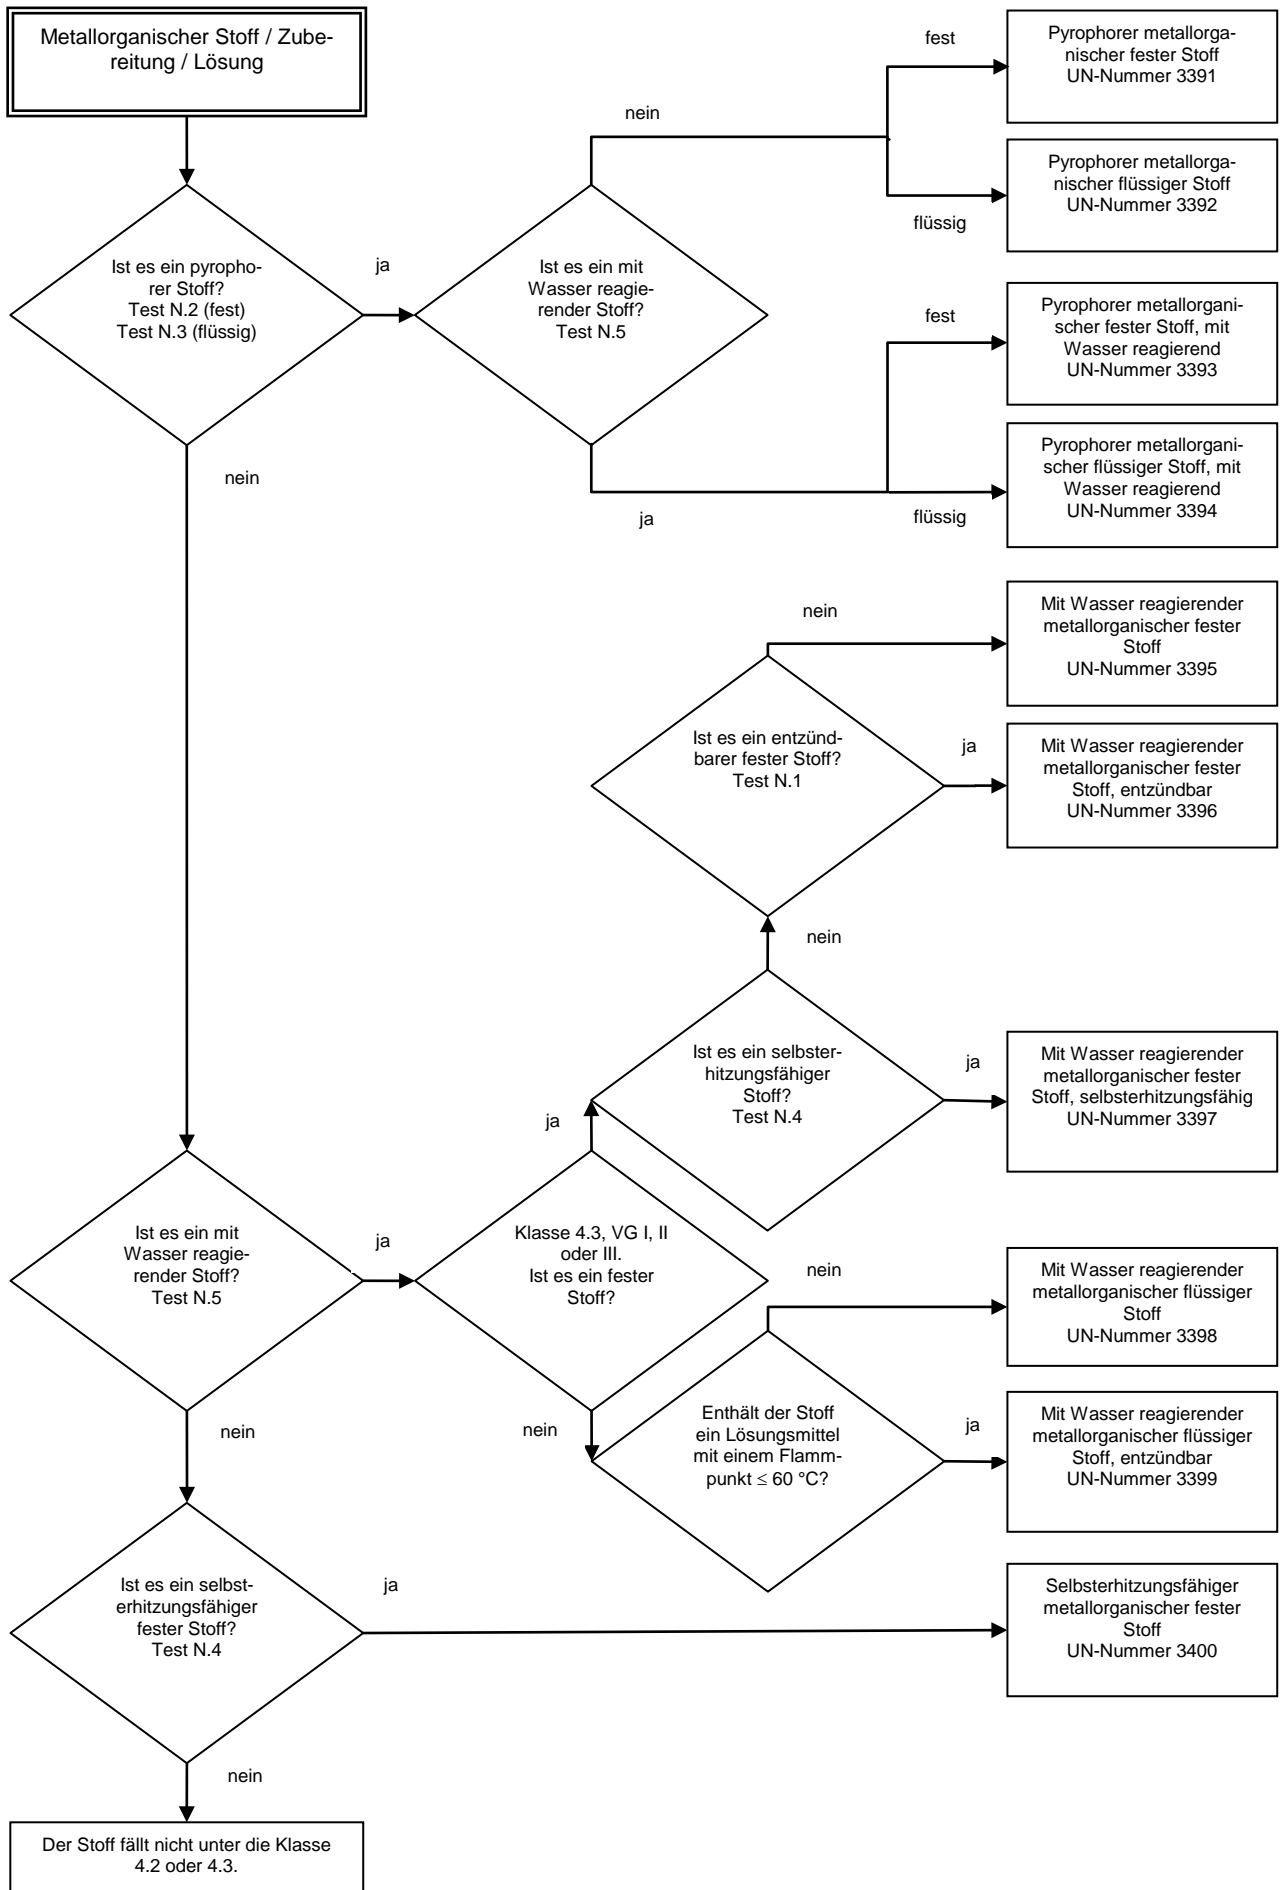 Metallorganischer Stoff / Zube-
reitung / Lösung
fest
Pyrophorer metallorga-
nischer fester Stoff
UN-Nummer 3391
nein
Pyrophorer metallorga-
nischer flüssiger Stoff
UN-Nummer 3392
flüssig
Ist es ein pyropho-
rer Stoff?
Test N.2 (fest)
Test N.3 (flüssig)
ja
Ist es ein mit
Wasser reagie-
render Stoff?
Test N.5
fest
Pyrophorer metallorgani-
scher fester Stoff, mit
Wasser reagierend
UN-Nummer 3393
nein
ja
flüssig
Pyrophorer metallorgani-
scher flüssiger Stoff, mit
Wasser reagierend
UN-Nummer 3394
nein
Mit Wasser reagierender
metallorganischer fester
Stoff
UN-Nummer 3395
Ist es ein entzünd-
barer fester Stoff?
Test N.1
ja
Mit Wasser reagierender
metallorganischer fester
Stoff, entzündbar
UN-Nummer 3396
nein
Ist es ein selbster-
hitzungsfähiger
Stoff?
Test N.4
ja
Mit Wasser reagierender
metallorganischer fester
Stoff, selbsterhitzungsfähig
UN-Nummer 3397
ja
Ist es ein mit
Wasser reagie-
render Stoff?
Test N.5
ja
Klasse 4.3, VG I, II
oder III.
Ist es ein fester
Stoff?
nein
Mit Wasser reagierender
metallorganischer flüssiger
Stoff
UN-Nummer 3398
nein
nein
Enthält der Stoff
ein Lösungsmittel
mit einem Flamm-
punkt ≤ 60 °C?
ja
Mit Wasser reagierender
metallorganischer flüssiger
Stoff, entzündbar
UN-Nummer 3399
Ist es ein selbst-
erhitzungsfähiger
fester Stoff?
Test N.4
ja
Selbsterhitzungsfähiger
metallorganischer fester
Stoff
UN-Nummer 3400
nein
Der Stoff fällt nicht unter die Klasse
4.2 oder 4.3.